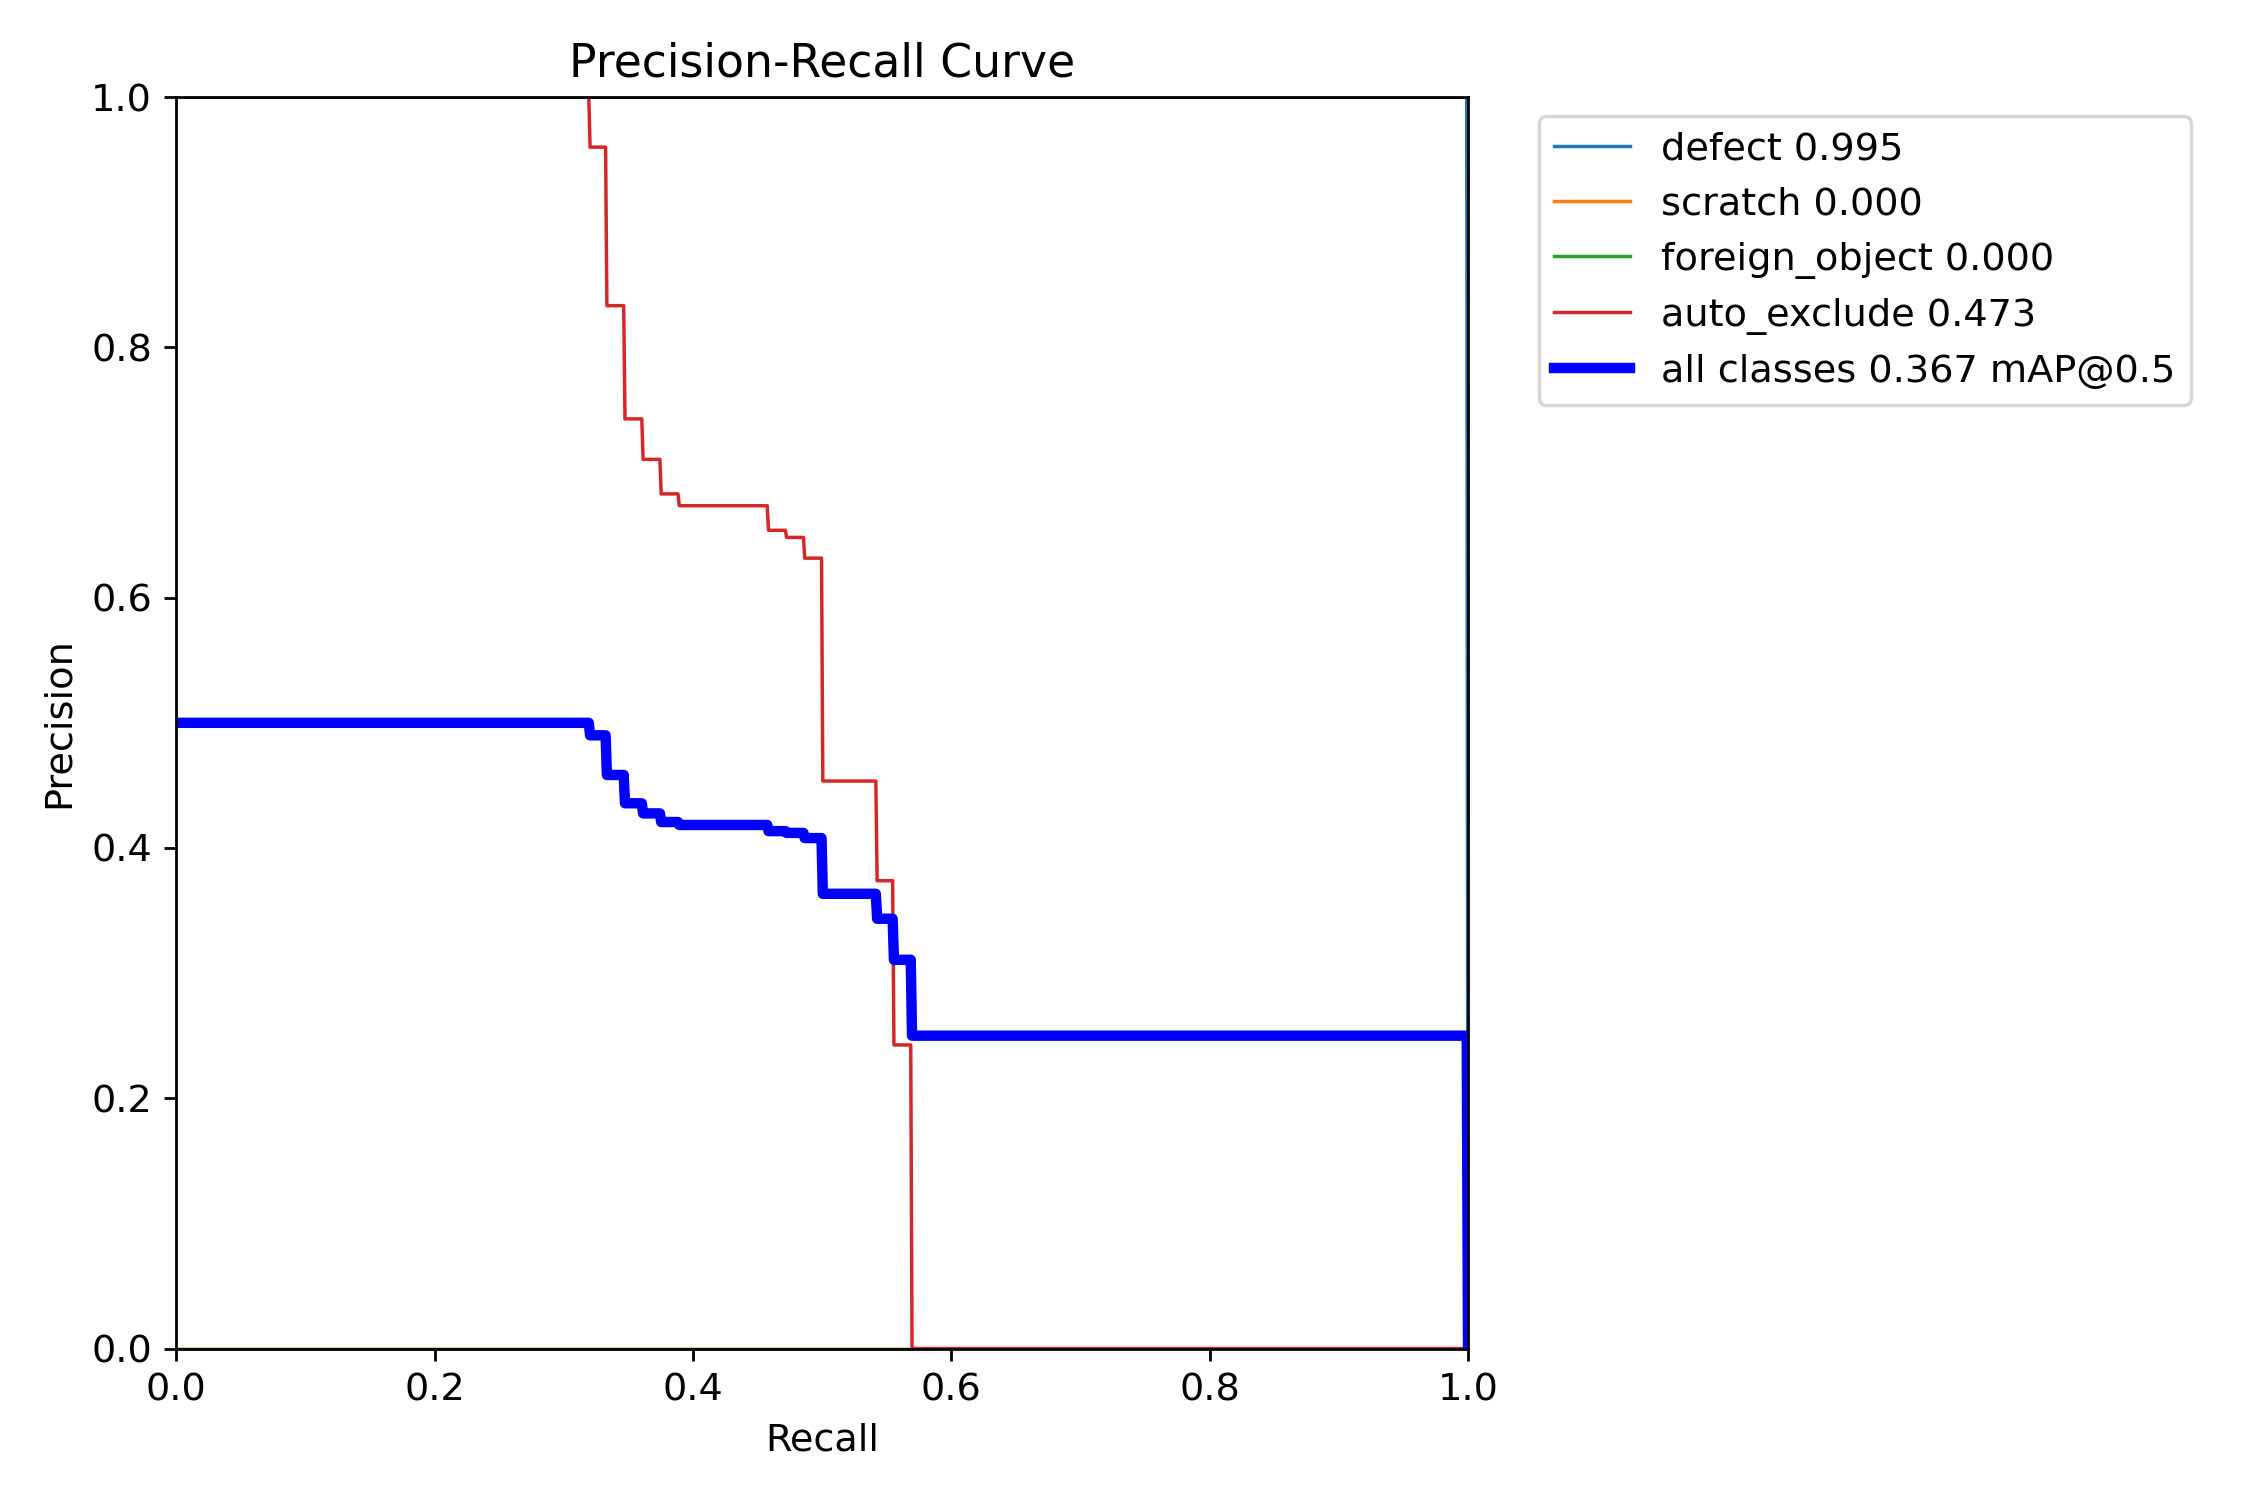 Precision-Recall Curve
1.0
0.8
0.6
0.4
0.2
0.0
Precision
0.0 0.2 0.4 0.6 0.8 1.0
Recall
defect 0.995
scratch 0.000
foreign_object 0.000
auto_exclude 0.473
all classes 0.367 mAP@0.5